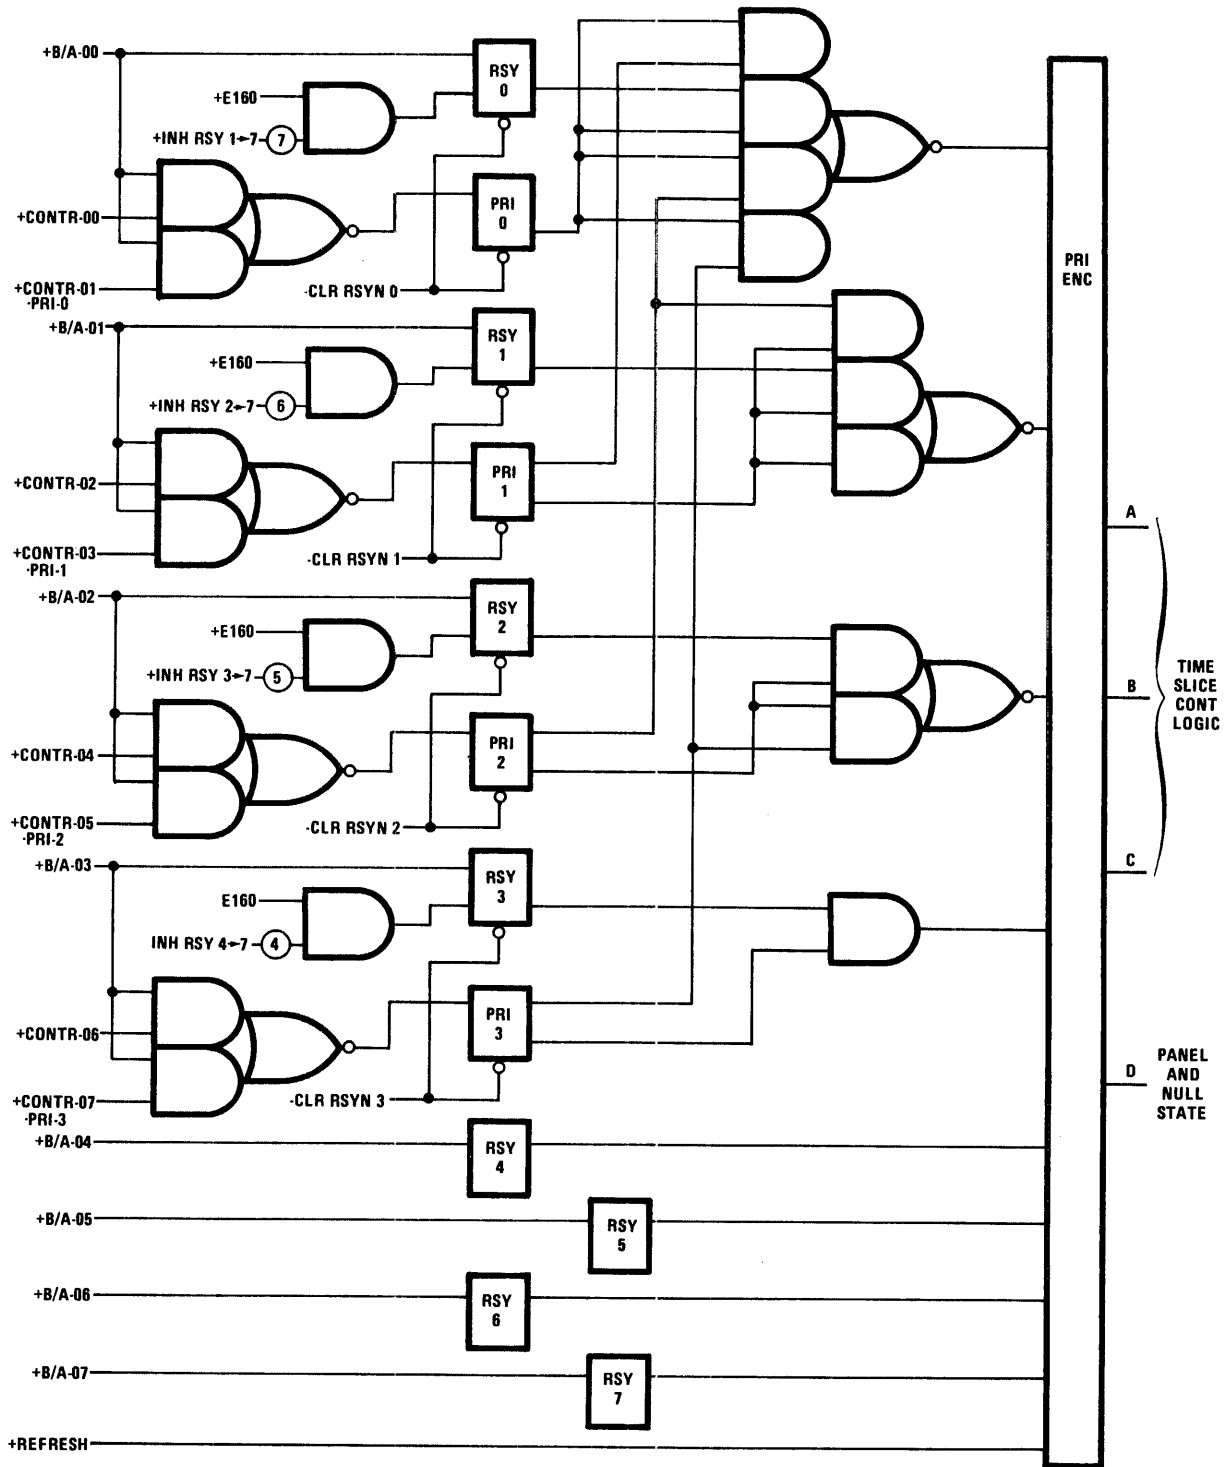 +B/A-00
RSY
0
+E160
+INH RSY 1→7
7
PRI
0
+CONTR-00
+CONTR-01
·PRI-0
-CLR RSYN 0
PRI
ENC
+B/A-01
RSY
1
+E160
+INH RSY 2→7
6
PRI
1
+CONTR-02
+CONTR-03
·PRI-1
-CLR RSYN 1
A
+B/A-02
RSY
2
+E160
+INH RSY 3→7
5
TIME
SLICE
CONT
LOGIC
B
PRI
2
+CONTR-04
+CONTR-05
·PRI-2
-CLR RSYN 2
+B/A-03
RSY
3
C
E160
INH RSY 4→7
4
PRI
3
+CONTR-06
+CONTR-07
·PRI-3
-CLR RSYN 3
D
PANEL
AND
NULL
STATE
+B/A-04
RSY
4
+B/A-05
RSY
5
+B/A-06
RSY
6
+B/A-07
RSY
7
+REFRESH